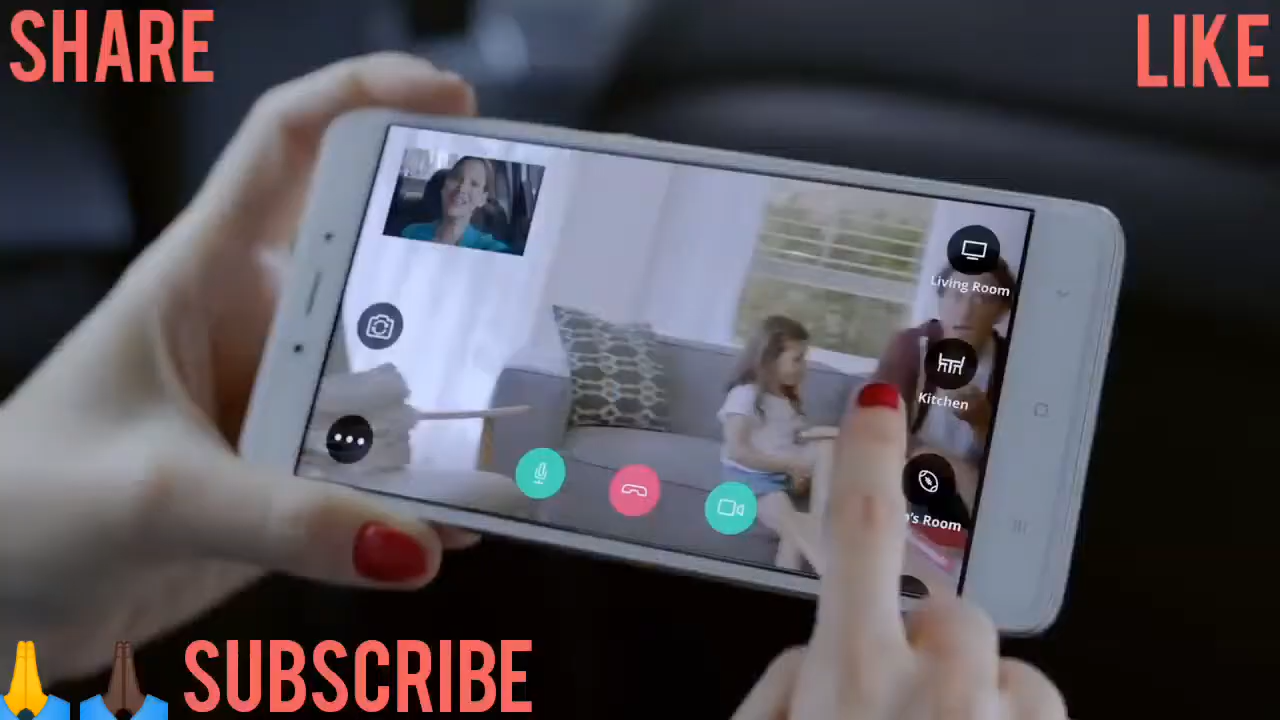 SHARE
LIKE
Living Room
Kitchen
's Room
SUBSCRIBE